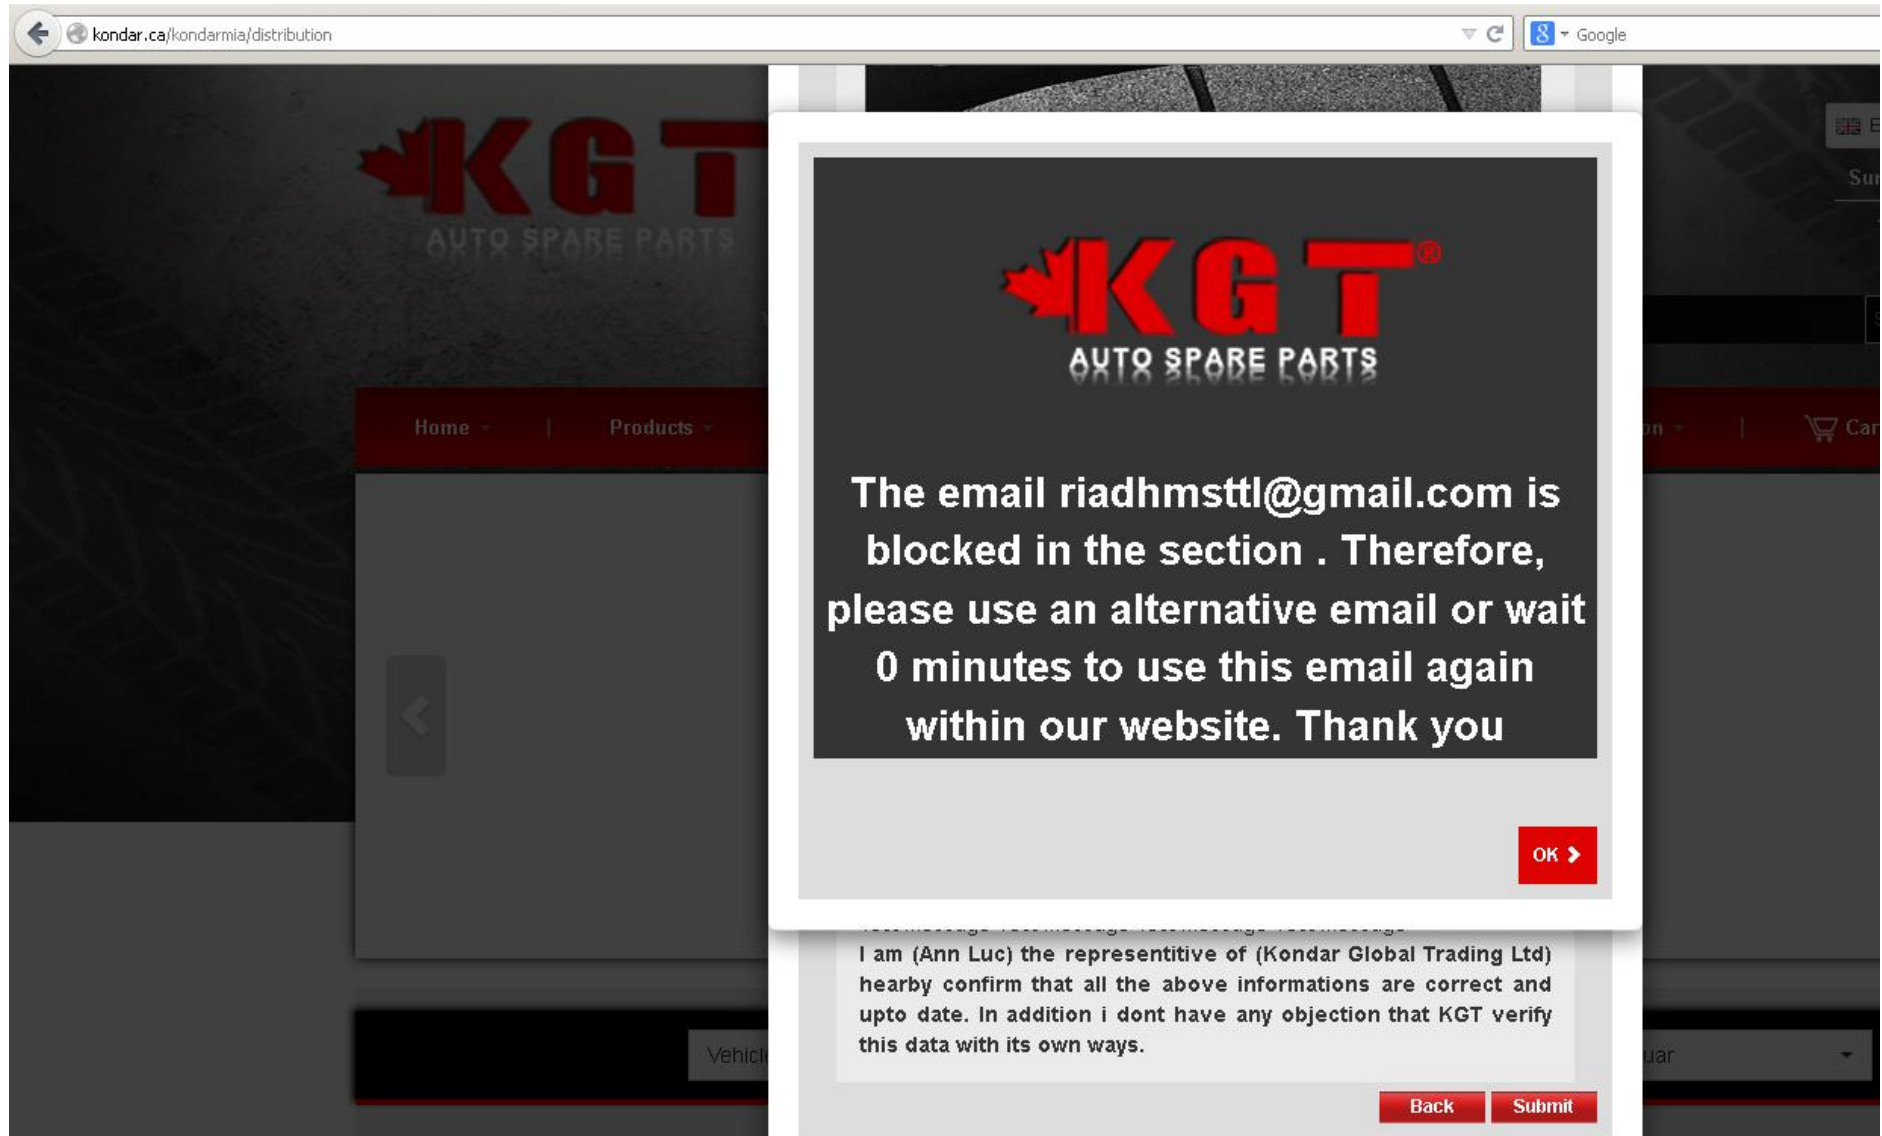 kondar.ca/kondarmia/distribution
Google
KGT
AUTO SPARE PARTS
Home
Products
Vehicle
KGT®
AUTO SPARE PARTS
The email riadhmsttl@gmail.com is
blocked in the section . Therefore,
please use an alternative email or wait
0 minutes to use this email again
within our website. Thank you
OK
I am (Ann Luc) the representitive of (Kondar Global Trading Ltd)
hearby confirm that all the above informations are correct and
upto date. In addition i dont have any objection that KGT verify
this data with its own ways.
Back Submit